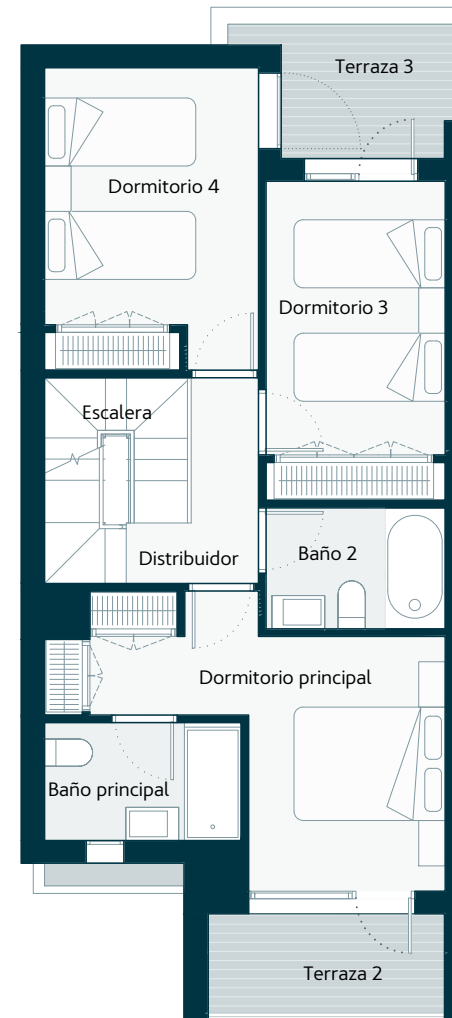 Terraza 3
Dormitorio 4
Dormitorio 3
Escalera
Distribuidor
Baño 2
Dormitorio principal
Baño principal
Terraza 2